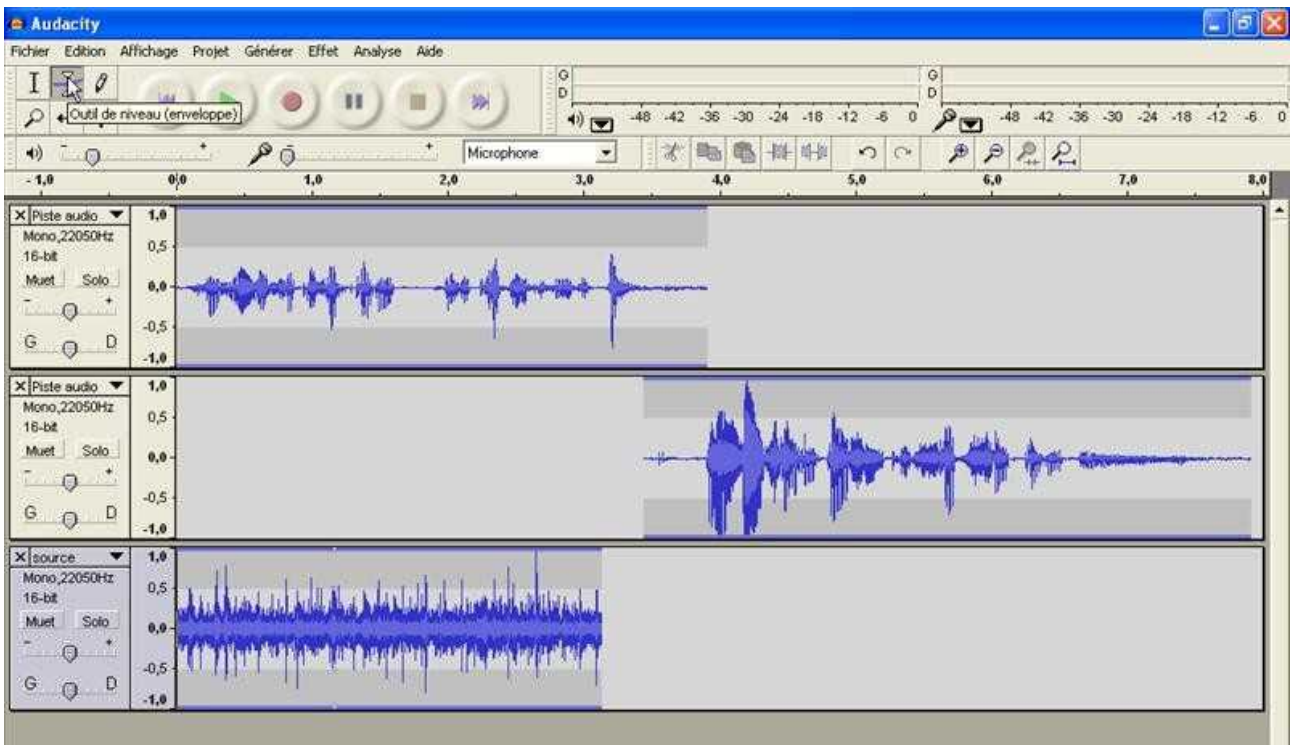 Audacity
Fichier Edition Affichage Projet Générer Effet Analyse Aide
Outil de niveau (enveloppe)
G
D
-48 -42 -36 -30 -24 -18 -12 -6 0
G
D
-48 -42 -36 -30 -24 -18 -12 -6 0
- + - + Microphone
- 1,0 0,0 1,0 2,0 3,0 4,0 5,0 6,0 7,0 8,0
X Piste audio 1,0
Mono,22050Hz
16-bit 0,5
Muet Solo 0,0
- +
-0,5
G D
-1,0
X Piste audio 1,0
Mono,22050Hz
16-bit 0,5
Muet Solo 0,0
- +
-0,5
G D
-1,0
X source 1,0
Mono,22050Hz
16-bit 0,5
Muet Solo 0,0
- +
-0,5
G D
-1,0